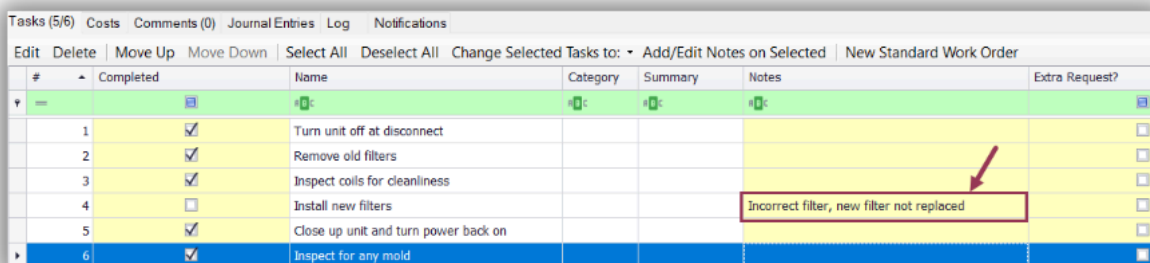 Tasks (5/6) Costs Comments (0) Journal Entries Log Notifications
Edit Delete Move Up Move Down Select All Deselect All Change Selected Tasks to: Add/Edit Notes on Selected New Standard Work Order
# Completed Name Category Summary Notes Extra Request?
1 Turn unit off at disconnect
2 Remove old filters
3 Inspect coils for cleanliness
4 Install new filters Incorrect filter, new filter not replaced
5 Close up unit and turn power back on
6 Inspect for any mold